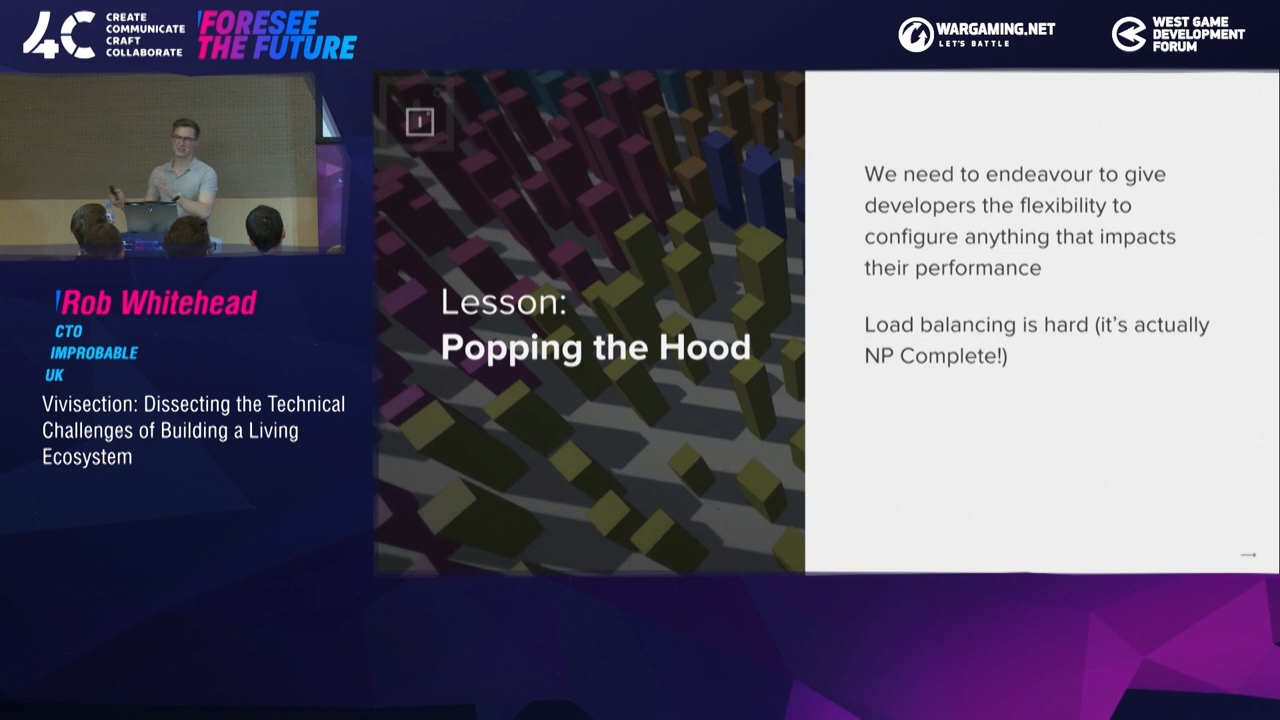 4C
CREATE
COMMUNICATE
CRAFT
COLLABORATE
FORESEE
THE FUTURE
WARGAMING.NET
LET'S BATTLE
WEST GAME
DEVELOPMENT
FORUM
Rob Whitehead
CTO
IMPROBABLE
UK
Vivisection: Dissecting the Technical
Challenges of Building a Living
Ecosystem
Lesson:
Popping the Hood
We need to endeavour to give
developers the flexibility to
configure anything that impacts
their performance
Load balancing is hard (it's actually
NP Complete!)